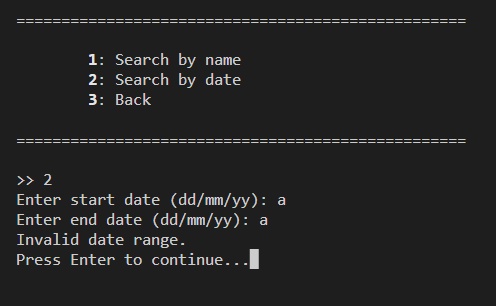 ==================================================
1: Search by name
2: Search by date
3: Back
==================================================
>> 2
Enter start date (dd/mm/yy): a
Enter end date (dd/mm/yy): a
Invalid date range.
Press Enter to continue...